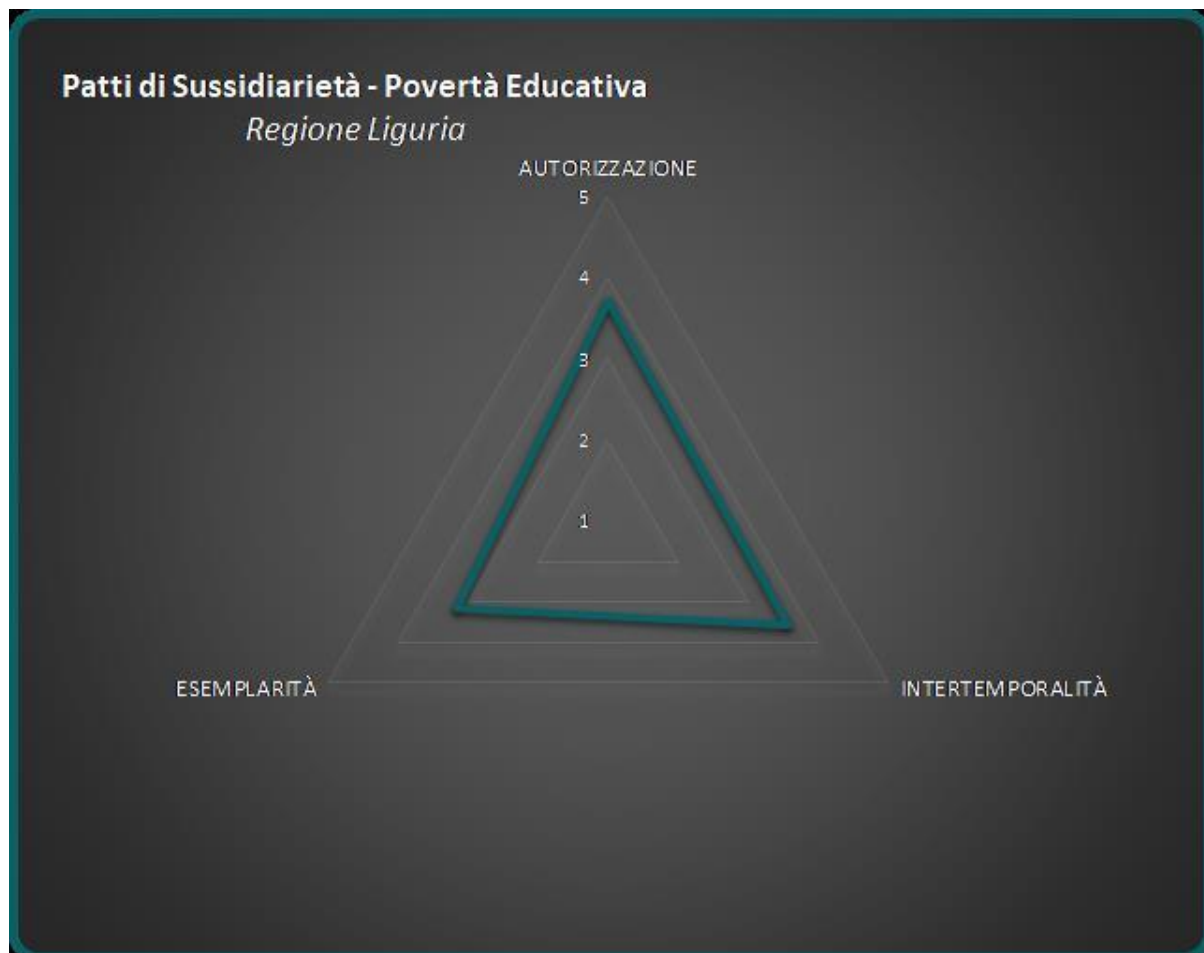 Patti di Sussidiarietà - Povertà Educativa
Regione Liguria
AUTORIZZAZIONE
5
4
3
2
1
ESEMPLARITÀ
INTERTEMPORALITÀ